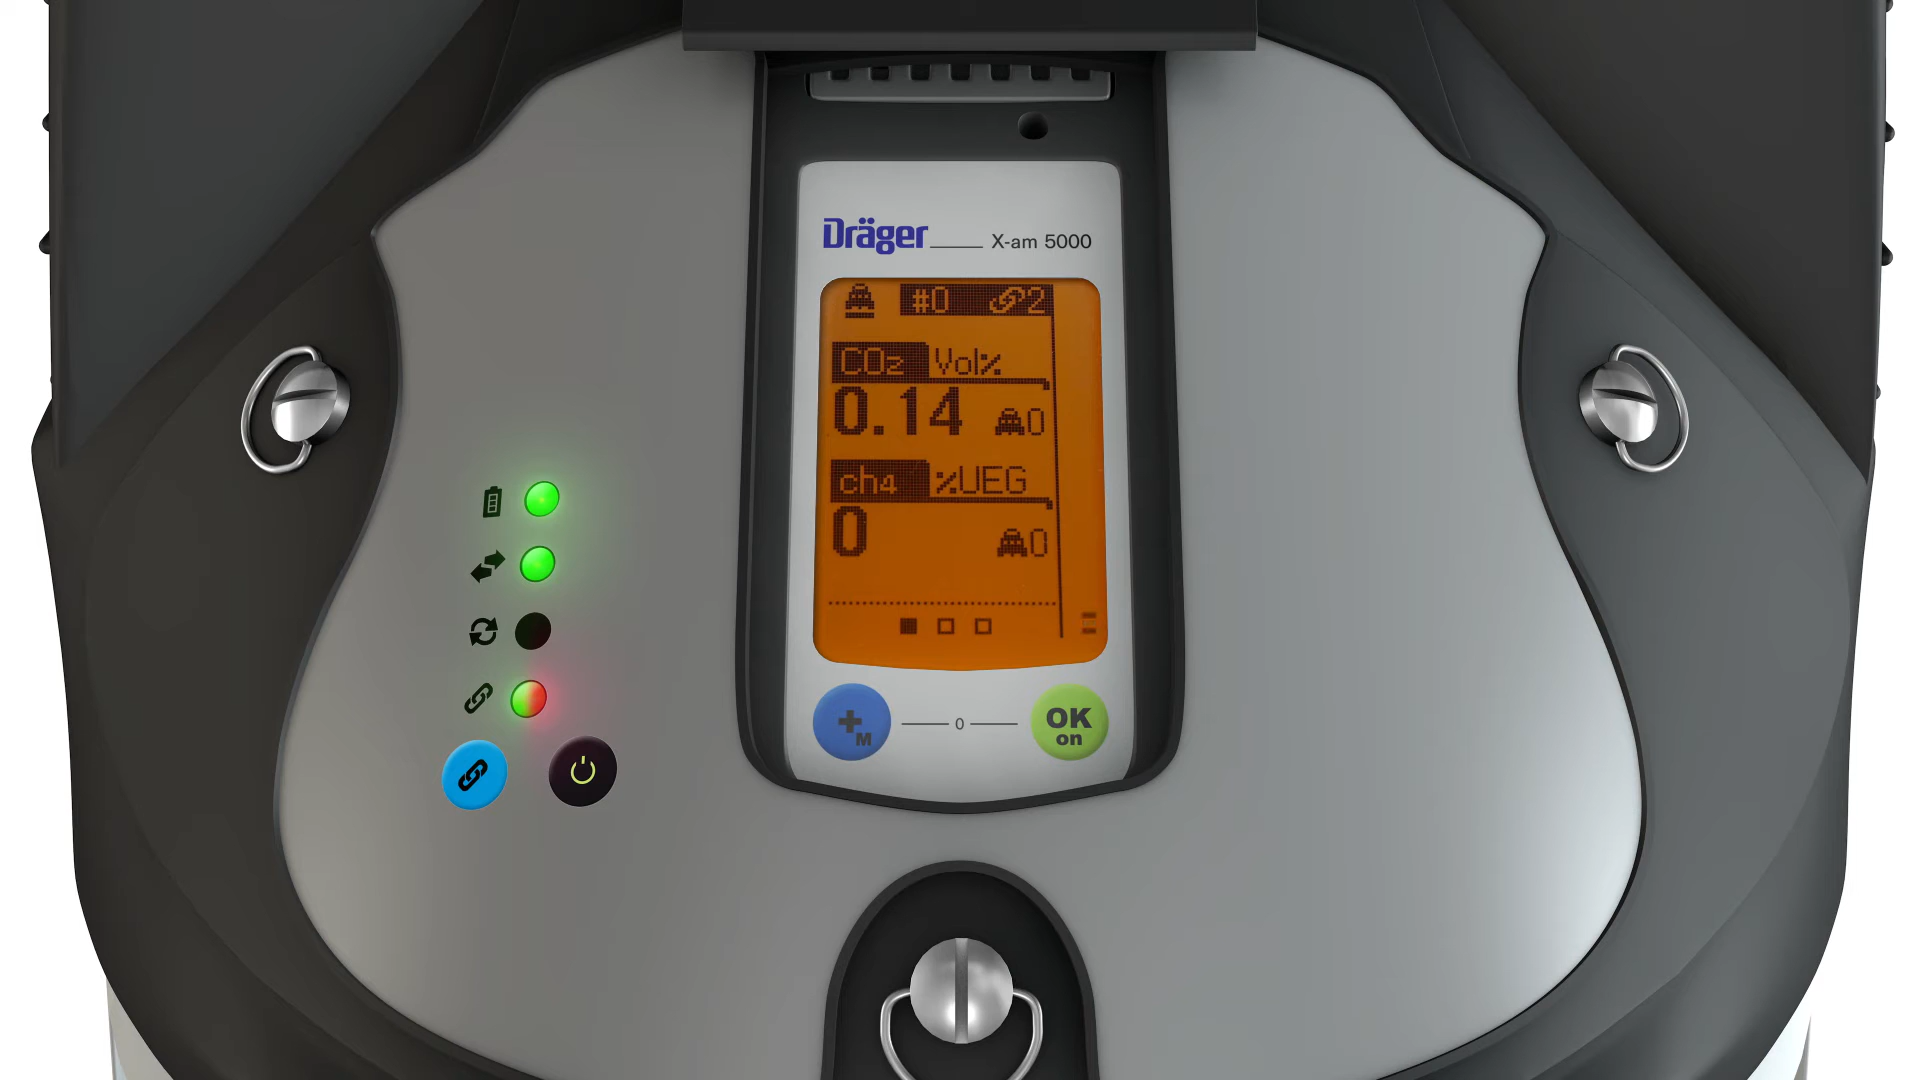 Dräger X-am 5000
#0 2
CO₂ Vol%
0.14 0
ch₄ %UEG
0 0
+M
0
OK
on